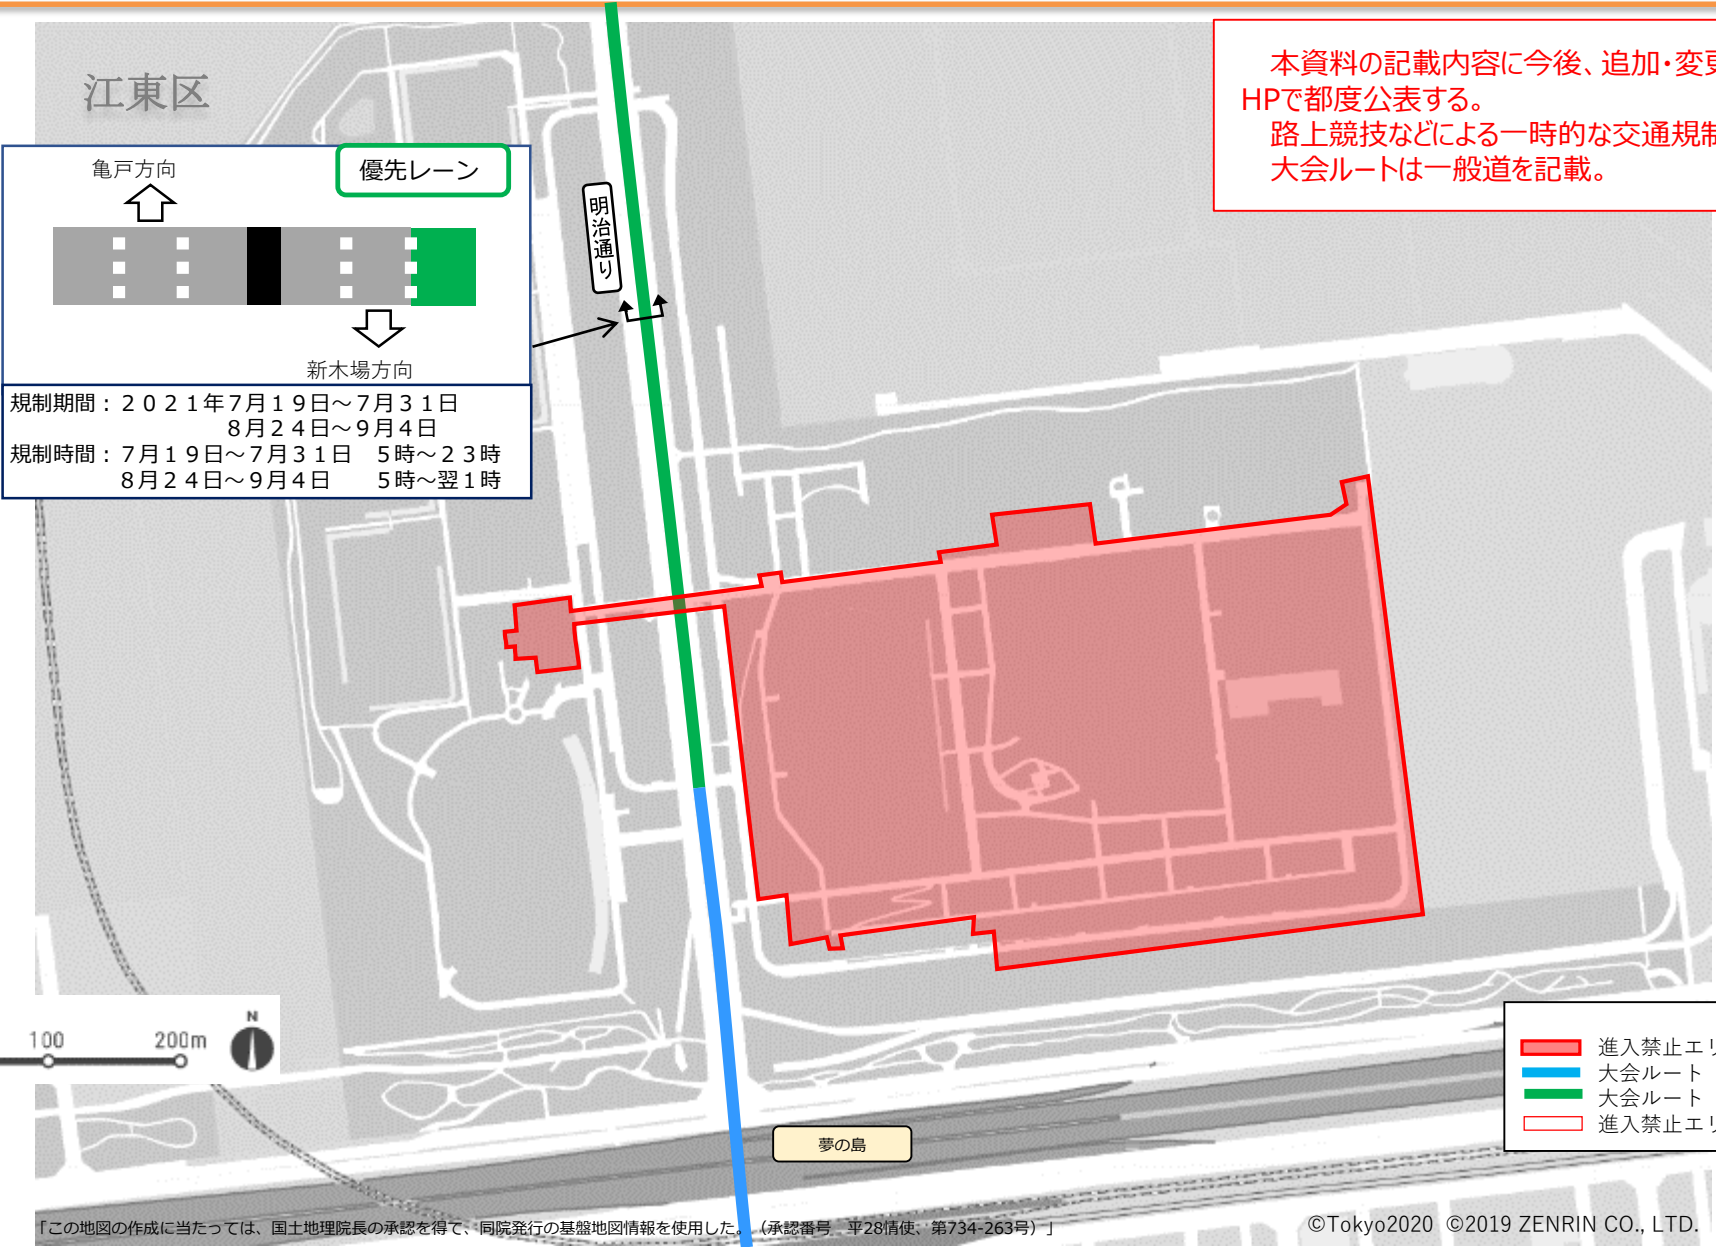 江東区
本資料の記載内容に今後、追加・変更
HPで都度公表する。
路上競技などによる一時的な交通規制
大会ルートは一般道を記載。
亀戸方向
優先レーン
新木場方向
規制期間：２０２１年７月１９日～７月３１日
８月２４日～９月４日
規制時間：７月１９日～７月３１日　５時～２３時
８月２４日～９月４日　５時～翌１時
明治通り
100 200m
N
進入禁止エリ
大会ルート
大会ルート
進入禁止エリ
夢の島
「この地図の作成に当たっては、国土地理院長の承認を得て、同院発行の基盤地図情報を使用した。（承認番号　平28情使、第734-263号）」
©Tokyo2020 ©2019 ZENRIN CO., LTD.